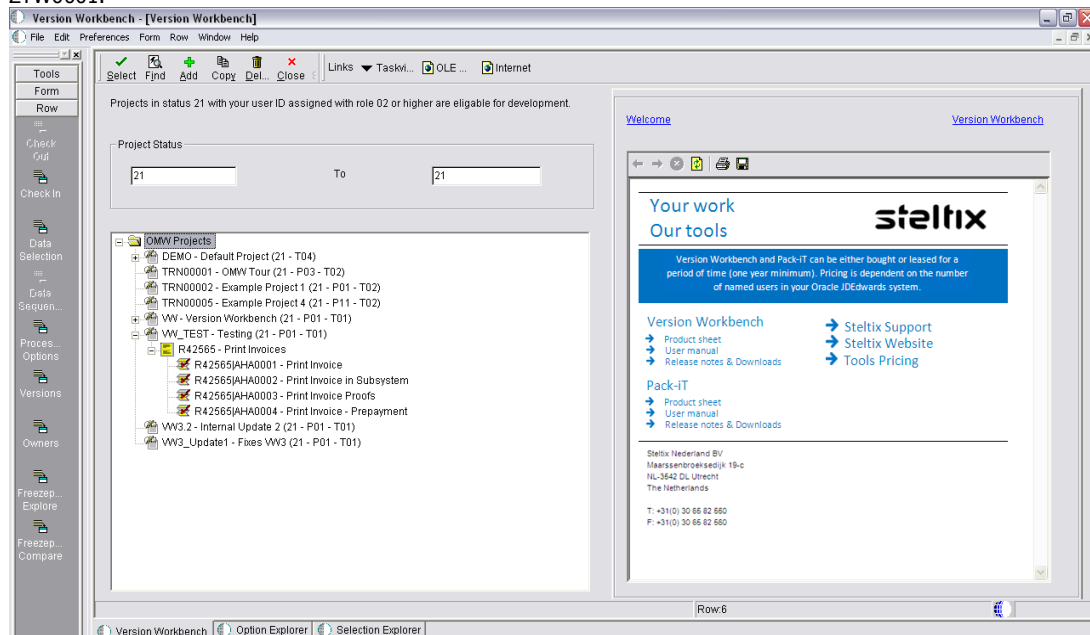 Version Workbench - [Version Workbench]
File Edit Preferences Form Row Window Help
Tools
Form
Row
Check Out
Check In
Data Selection
Data Sequen...
Proces... Options
Versions
Owners
Freezep... Explore
Freezep... Compare
Select Find Add Copy Del... Close
Links Taskvi... OLE ... Internet
Projects in status 21 with your user ID assigned with role 02 or higher are eligable for development.
Project Status
21 To 21
OMW Projects
DEMO - Default Project (21 - T04)
TRN00001 - OMW Tour (21 - P03 - T02)
TRN00002 - Example Project 1 (21 - P01 - T02)
TRN00005 - Example Project 4 (21 - P11 - T02)
VW - Version Workbench (21 - P01 - T01)
VW_TEST - Testing (21 - P01 - T01)
R42565 - Print Invoices
R42565|AHA0001 - Print Invoice
R42565|AHA0002 - Print Invoice in Subsystem
R42565|AHA0003 - Print Invoice Proofs
R42565|AHA0004 - Print Invoice - Prepayment
VW3.2 - Internal Update 2 (21 - P01 - T01)
VW3_Update1 - Fixes VW3 (21 - P01 - T01)
Welcome Version Workbench
Your work
Our tools
steltix
Version Workbench and Pack-iT can be either bought or leased for a
period of time (one year minimum). Pricing is dependent on the number
of named users in your Oracle JDEdwards system.
Version Workbench
Product sheet
User manual
Release notes & Downloads
Pack-iT
Product sheet
User manual
Release notes & Downloads
Steltix Support
Steltix Website
Tools Pricing
Steltix Nederland BV
Maarssenbroeksedijk 19-c
NL-3542 DL Utrecht
The Netherlands
T: +31(0) 30 66 82 660
F: +31(0) 30 66 82 660
Row:6
Version Workbench Option Explorer Selection Explorer